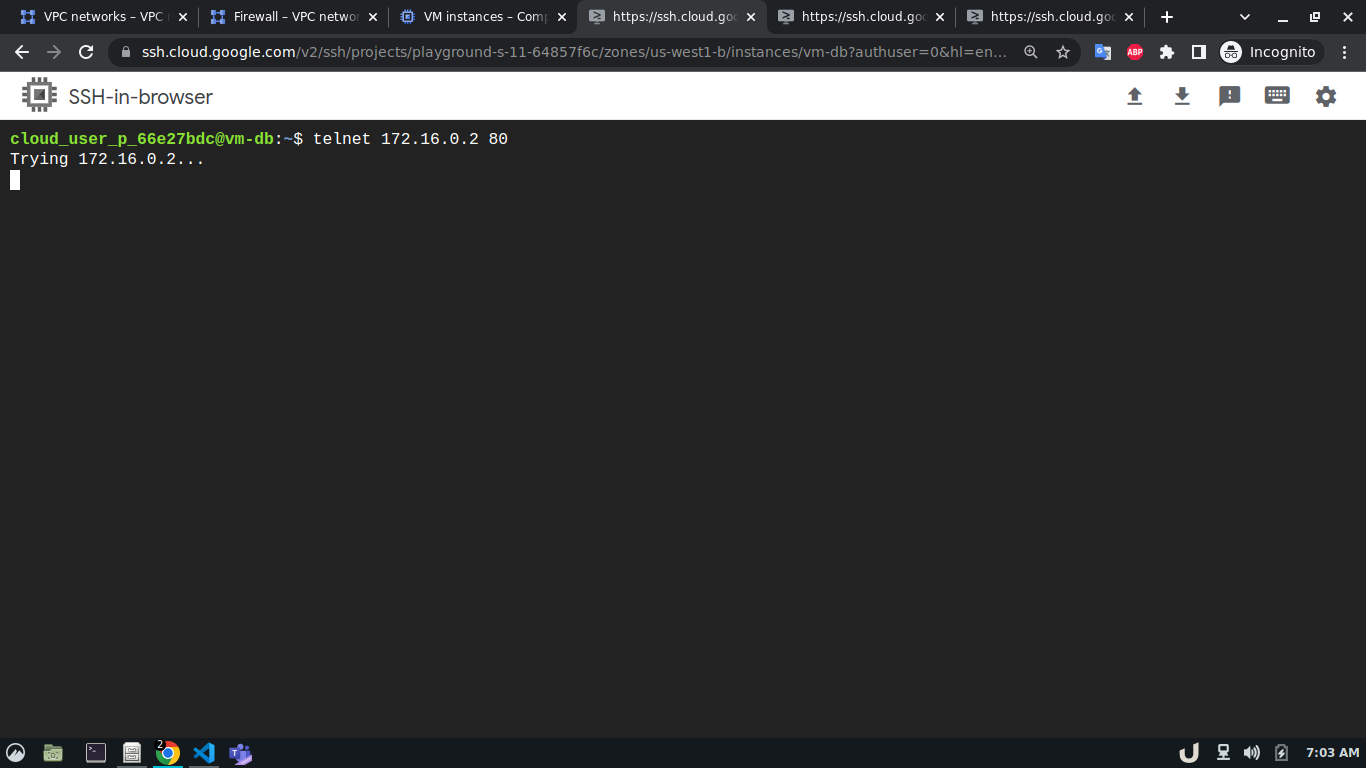 VPC networks – VPC
Firewall – VPC netwo
VM instances – Comp
https://ssh.cloud.goo
https://ssh.cloud.goo
https://ssh.cloud.goo
ssh.cloud.google.com/v2/ssh/projects/playground-s-11-64857f6c/zones/us-west1-b/instances/vm-db?authuser=0&hl=en...
ABP
Incognito
SSH-in-browser
cloud_user_p_66e27bdc@vm-db:~$ telnet 172.16.0.2 80
Trying 172.16.0.2...
2
7:03 AM